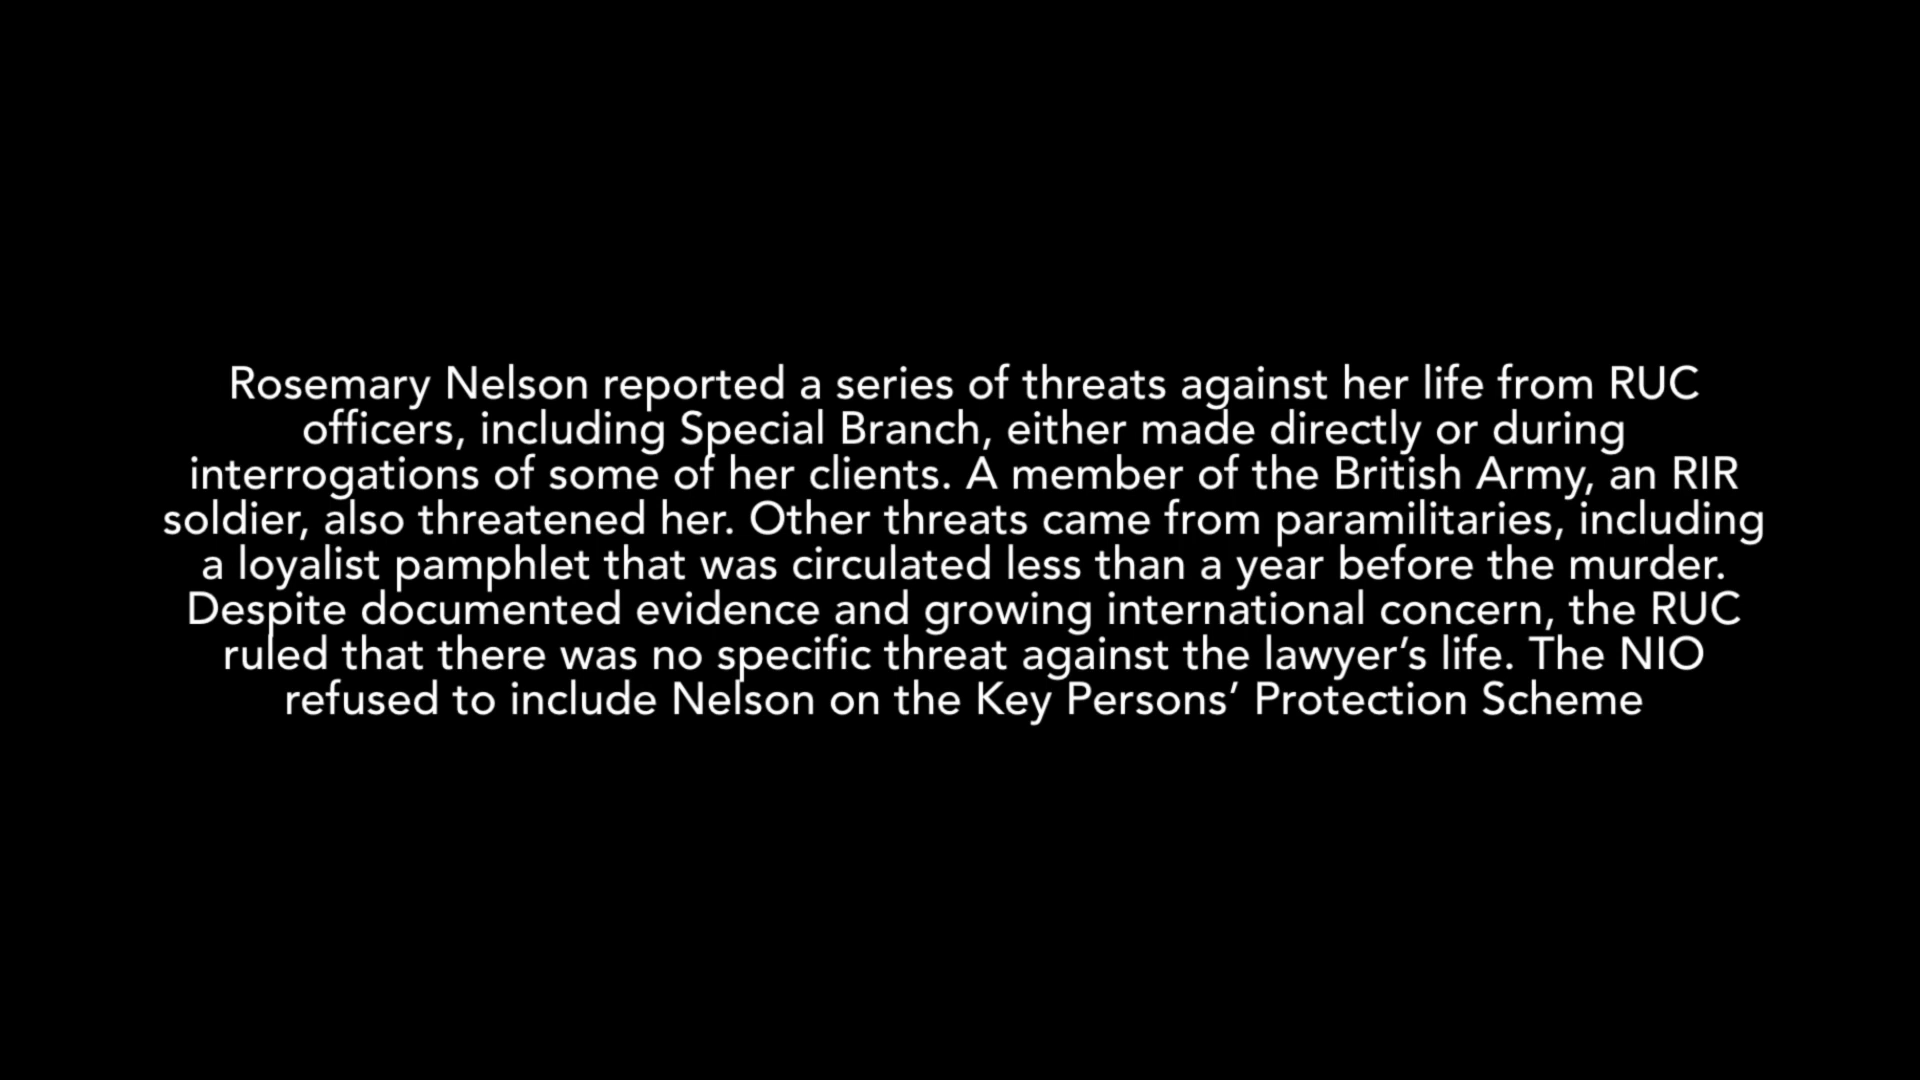 Rosemary Nelson reported a series of threats against her life from RUC
officers, including Special Branch, either made directly or during
interrogations of some of her clients. A member of the British Army, an RIR
soldier, also threatened her. Other threats came from paramilitaries, including
a loyalist pamphlet that was circulated less than a year before the murder.
Despite documented evidence and growing international concern, the RUC
ruled that there was no specific threat against the lawyer’s life. The NIO
refused to include Nelson on the Key Persons’ Protection Scheme